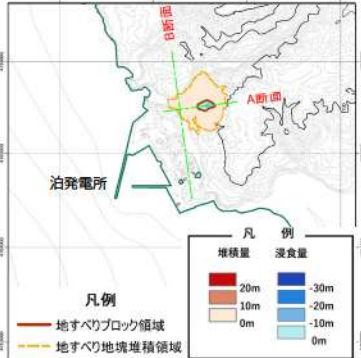 B断面
A断面
泊発電所
凡例
地すべりブロック領域
地すべり地塊堆積領域
凡 例
堆積量 浸食量
20m -30m
10m -20m
0m -10m
0m